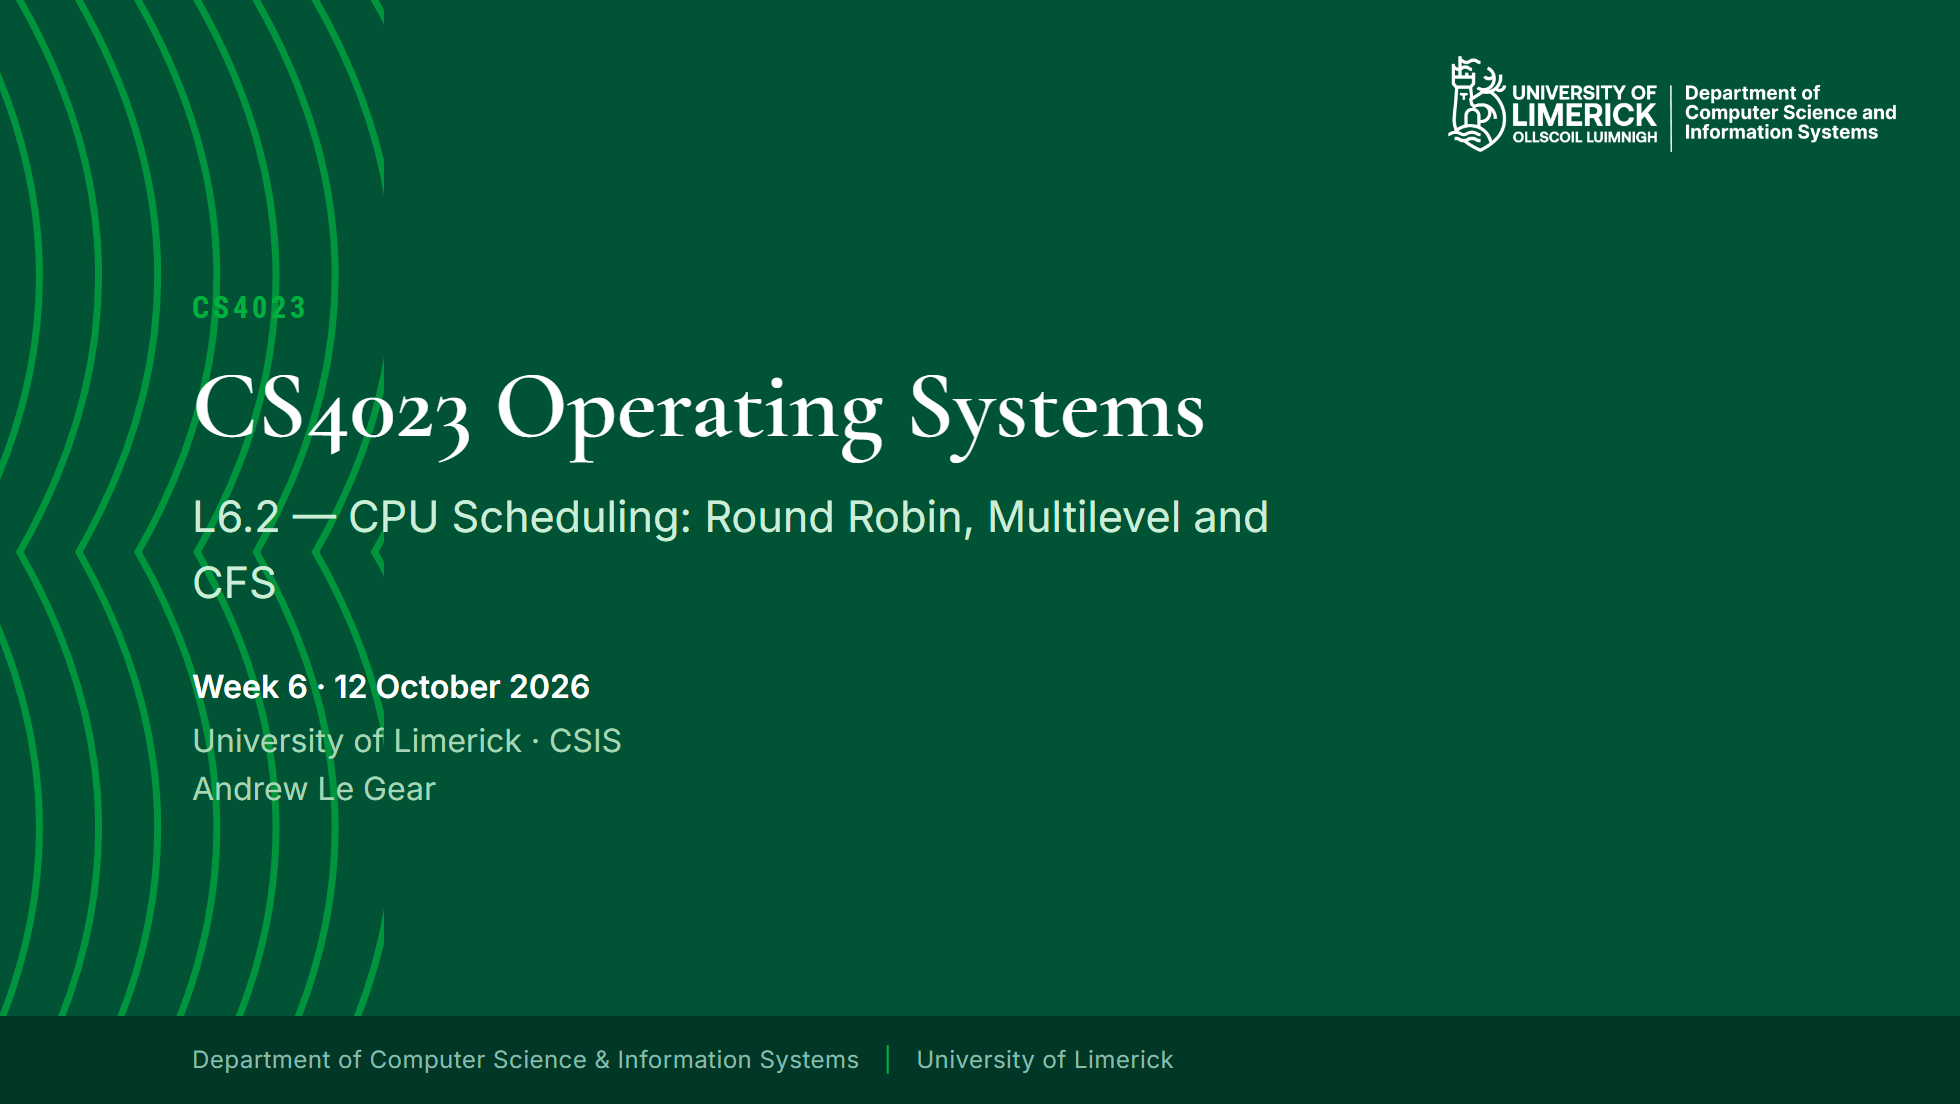 UNIVERSITY OF
LIMERICK
OLLSCOIL LUIMNIGH
Department of
Computer Science and
Information Systems
CS4023
CS4023 Operating Systems
L6.2 — CPU Scheduling: Round Robin, Multilevel and
CFS
Week 6 · 12 October 2026
University of Limerick · CSIS
Andrew Le Gear
Department of Computer Science & Information Systems | University of Limerick